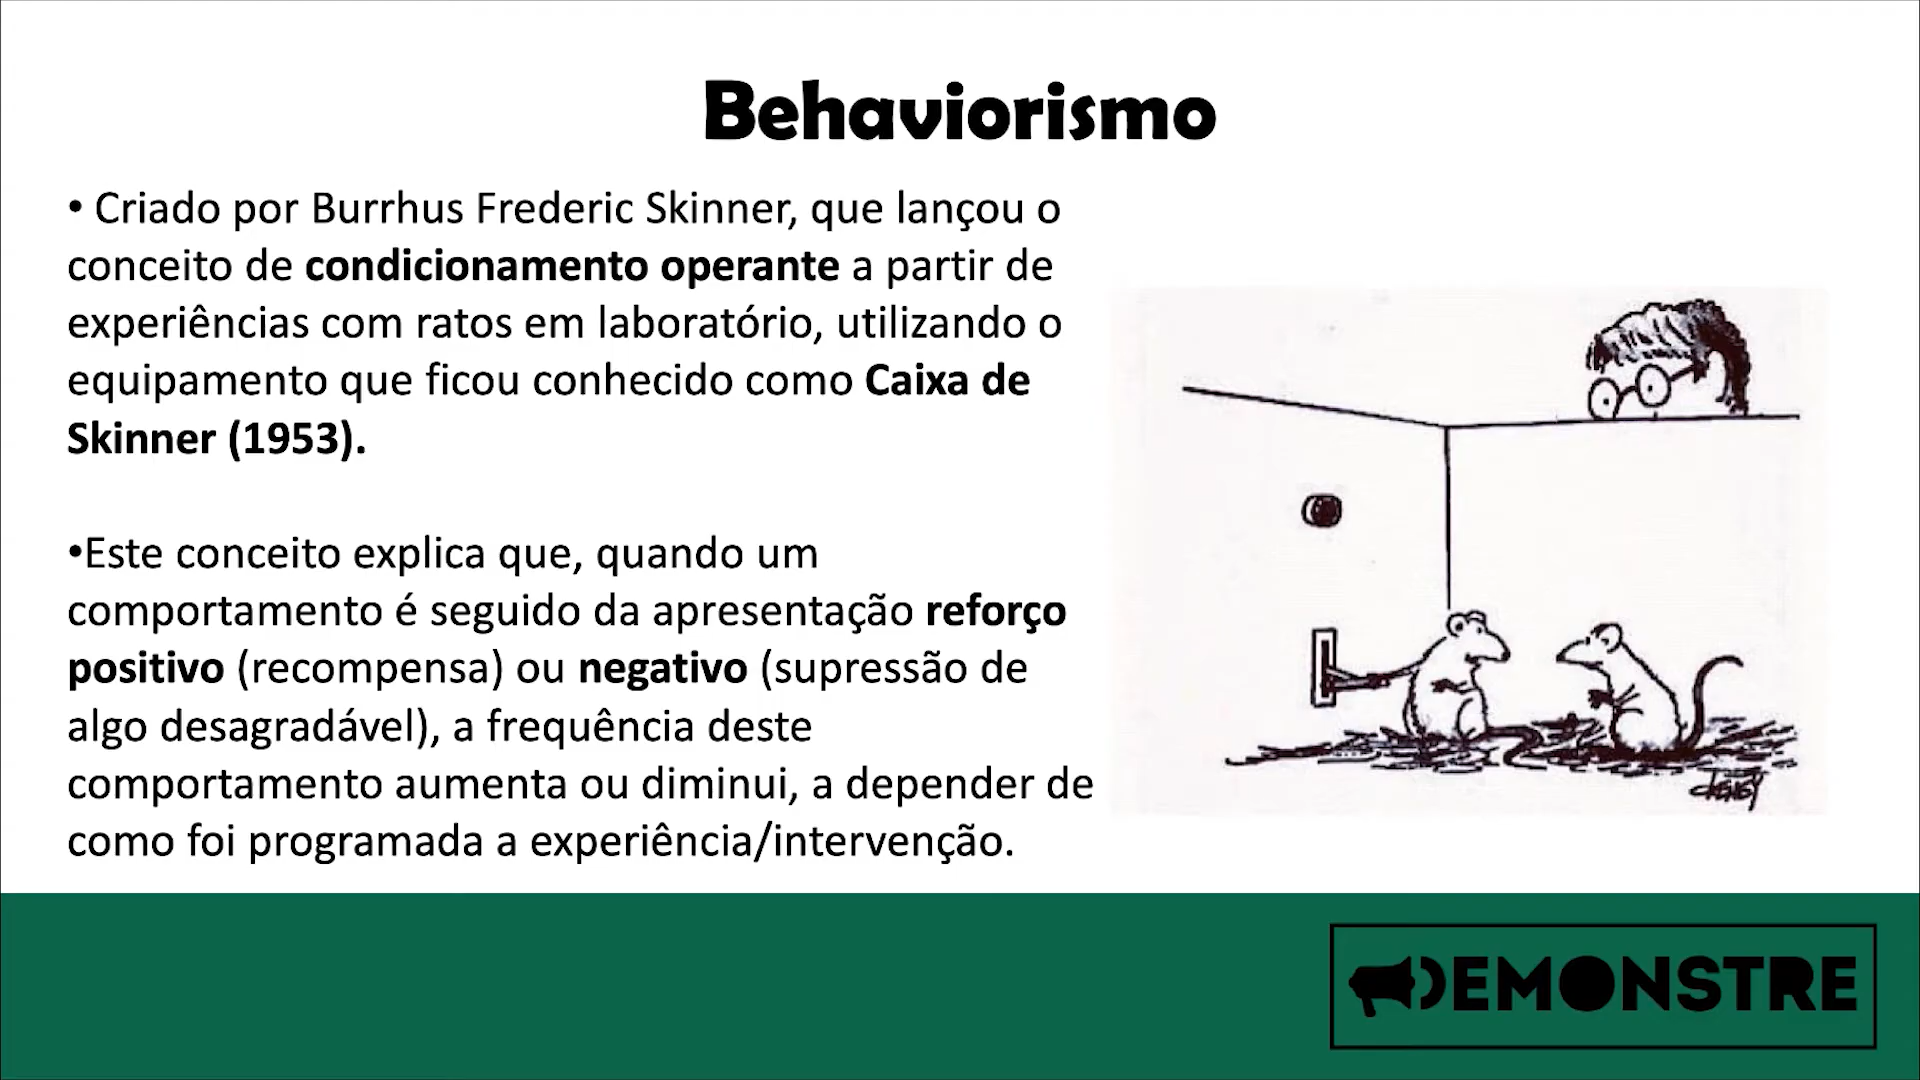 Behaviorismo
• Criado por Burrhus Frederic Skinner, que lançou o
conceito de condicionamento operante a partir de
experiências com ratos em laboratório, utilizando o
equipamento que ficou conhecido como Caixa de
Skinner (1953).
•Este conceito explica que, quando um
comportamento é seguido da apresentação reforço
positivo (recompensa) ou negativo (supressão de
algo desagradável), a frequência deste
comportamento aumenta ou diminui, a depender de
como foi programada a experiência/intervenção.
DEMONSTRE